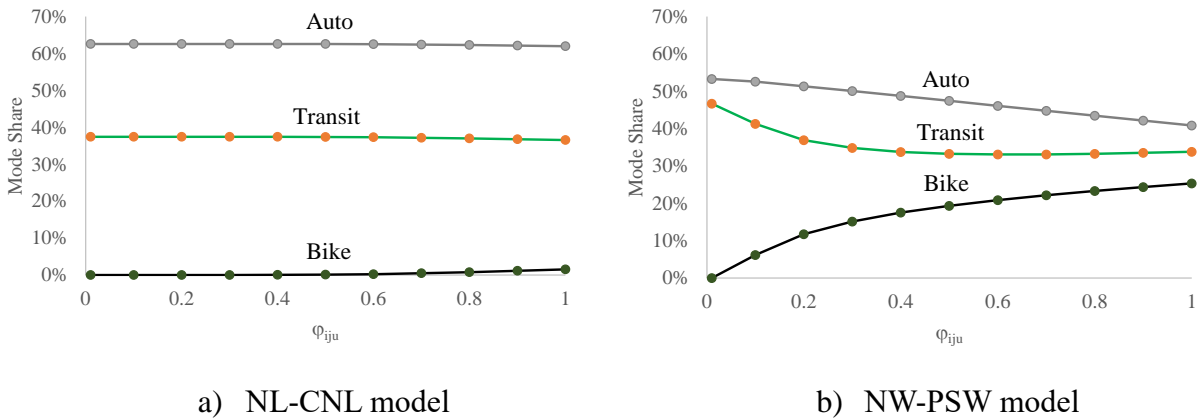 70%
60%
50%
40%
30%
20%
10%
0%
Mode Share
Auto
Transit
Bike
0 0.2 0.4 0.6 0.8 1
φiju
a) NL-CNL model
70%
60%
50%
40%
30%
20%
10%
0%
Mode Share
Auto
Transit
Bike
0 0.2 0.4 0.6 0.8 1
φiju
b) NW-PSW model